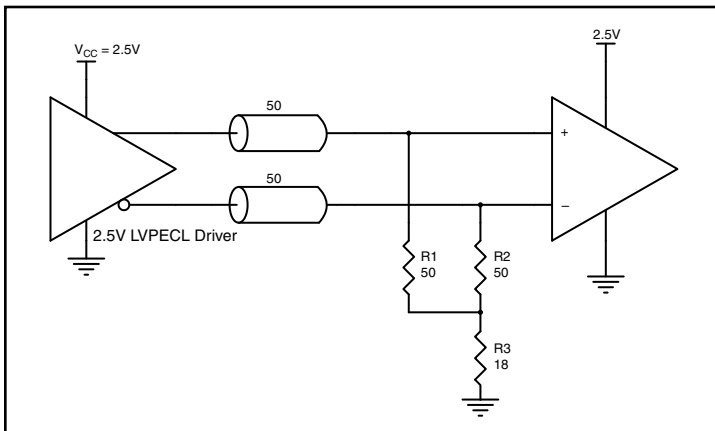 V_CC = 2.5V
2.5V
50
+
50
−
2.5V LVPECL Driver
R1
50
R2
50
R3
18